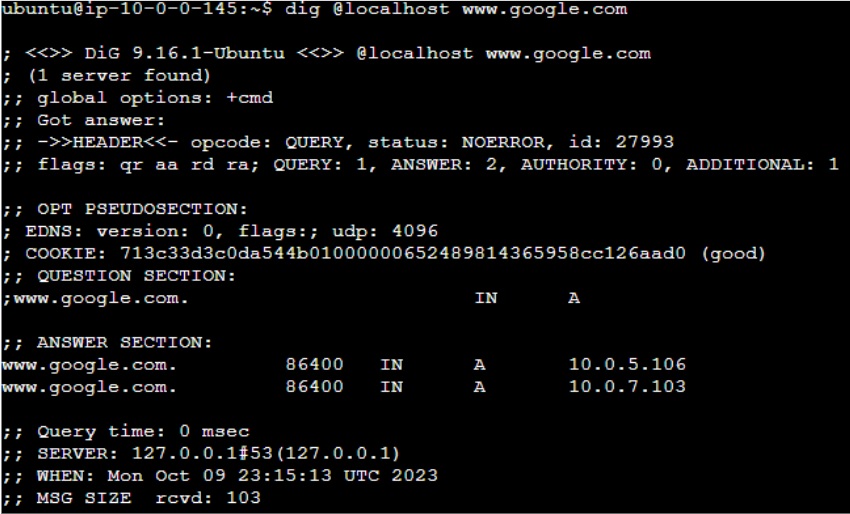 ubuntu@ip-10-0-0-145:~$ dig @localhost www.google.com
; <<>> DiG 9.16.1-Ubuntu <<>> @localhost www.google.com
; (1 server found)
;; global options: +cmd
;; Got answer:
;; ->>HEADER<<- opcode: QUERY, status: NOERROR, id: 27993
;; flags: qr aa rd ra; QUERY: 1, ANSWER: 2, AUTHORITY: 0, ADDITIONAL: 1
;; OPT PSEUDOSECTION:
; EDNS: version: 0, flags:; udp: 4096
; COOKIE: 713c33d3c0da544b01000000652489814365958cc126aad0 (good)
;; QUESTION SECTION:
;www.google.com. IN A
;; ANSWER SECTION:
www.google.com. 86400 IN A 10.0.5.106
www.google.com. 86400 IN A 10.0.7.103
;; Query time: 0 msec
;; SERVER: 127.0.0.1#53(127.0.0.1)
;; WHEN: Mon Oct 09 23:15:13 UTC 2023
;; MSG SIZE rcvd: 103